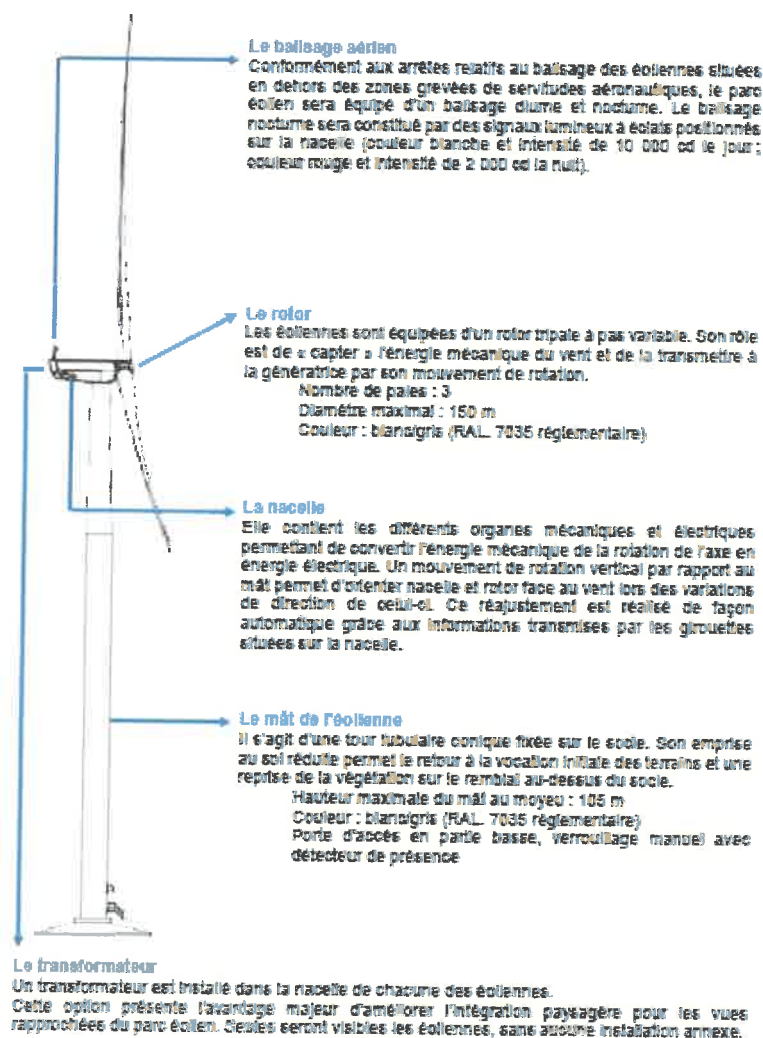 Le balisage aérien
Conformément aux arrêtés relatifs au balisage des éoliennes situées
en dehors des zones grevées de servitudes aéronautiques, le parc
éolien sera équipé d'un balisage diurne et nocturne. Le balisage
nocturne sera constitué par des signaux lumineux à éclats positionnés
sur la nacelle (couleur blanche et intensité de 10 000 cd le jour ;
couleur rouge et intensité de 2 000 cd la nuit).
Le rotor
Les éoliennes sont équipées d'un rotor tripale à pas variable. Son rôle
est de « capter » l'énergie mécanique du vent et de la transmettre à
la génératrice par son mouvement de rotation.
Nombre de pales : 3
Diamètre maximal : 150 m
Couleur : blans/gris (RAL 7035 réglementaire)
La nacelle
Elle contient les différents organes mécaniques et électriques
permettant de convertir l'énergie mécanique de la rotation de l'axe en
énergie électrique. Un mouvement de rotation vertical par rapport au
mât permet d'orienter nacelle et rotor face au vent lors des variations
de direction de celui-ci. Ce réajustement est réalisé de façon
automatique grâce aux informations transmises par les girouettes
situées sur la nacelle.
Le mât de l'éolienne
Il s'agit d'une tour tubulaire conique fixée sur le socle. Son emprise
au sol réduite permet le retour à la vocation initiale des terrains et une
reprise de la végétation sur le remblai au-dessus du socle.
Hauteur maximale du mât au moyeu : 105 m
Couleur : blans/gris (RAL 7035 réglementaire)
Porte d'accès en partie basse, verrouillage manuel avec
détecteur de présence
Le transformateur
Un transformateur est installé dans la nacelle de chacune des éoliennes.
Cette option présente l'avantage majeur d'améliorer l'intégration paysagère pour les vues
rapprochées du parc éolien. Seules seront visibles les éoliennes, sans aucune installation annexe.